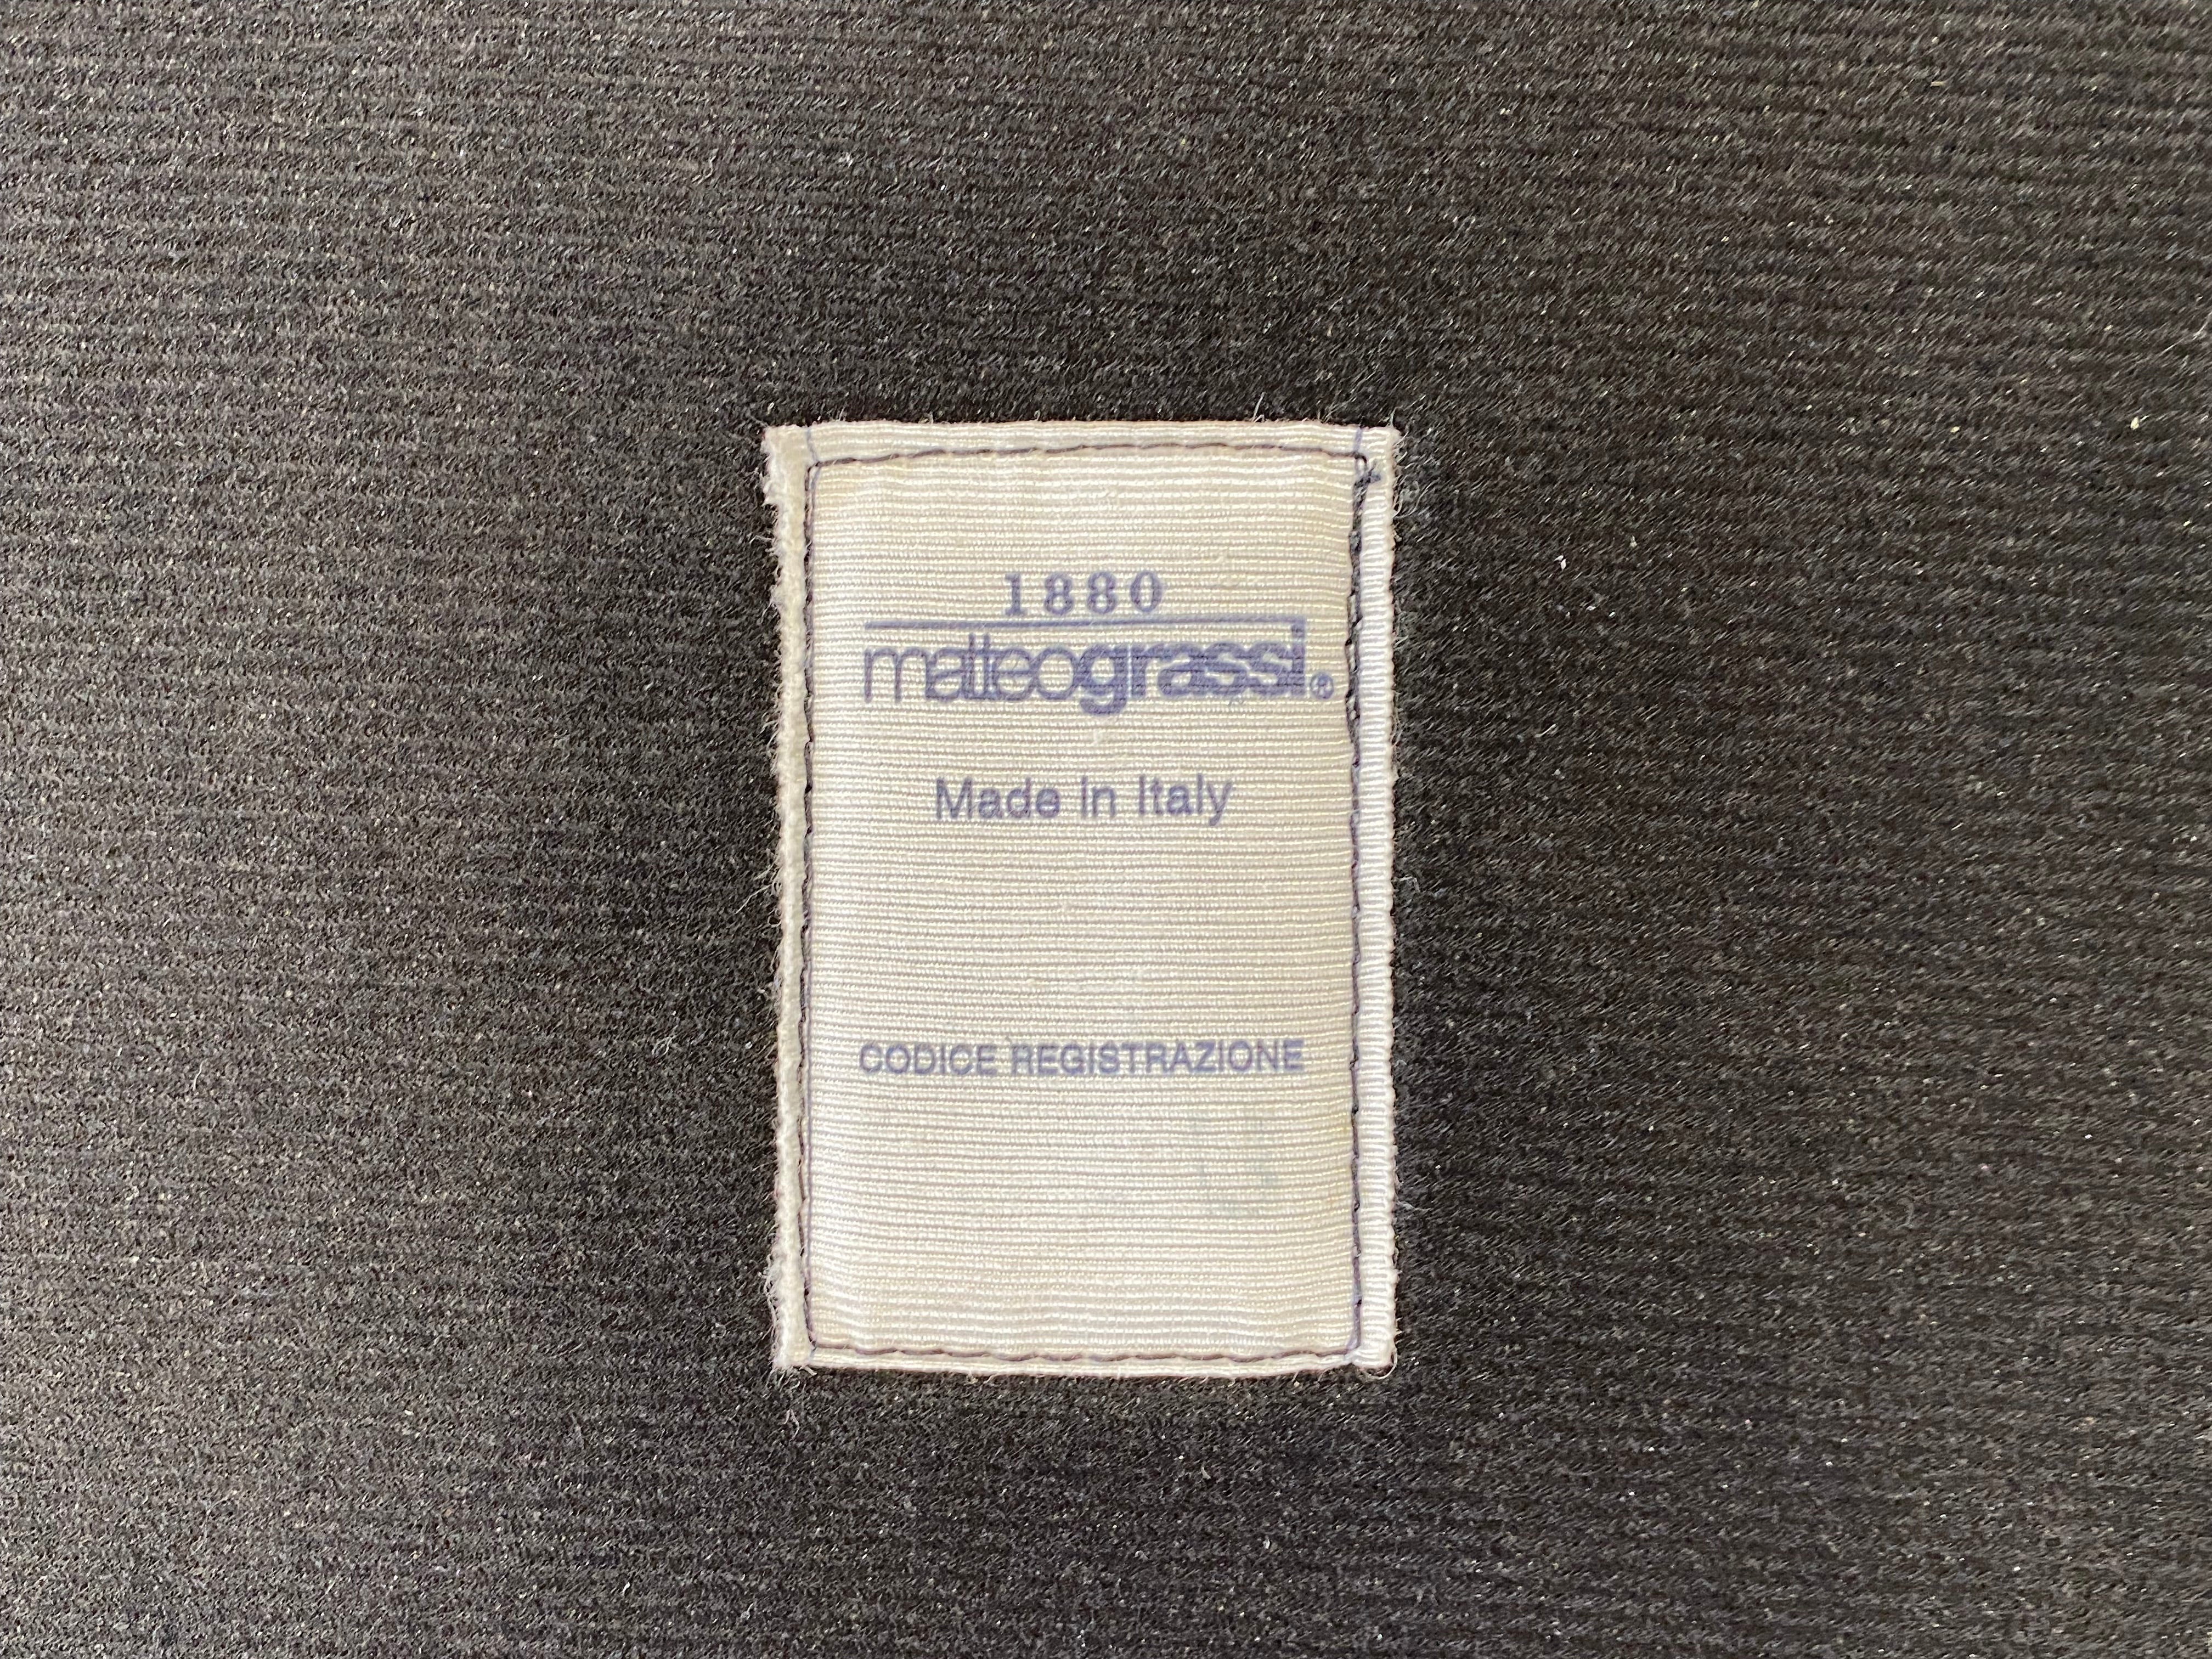 1880
matteograssi®
Made in Italy
CODICE REGISTRAZIONE